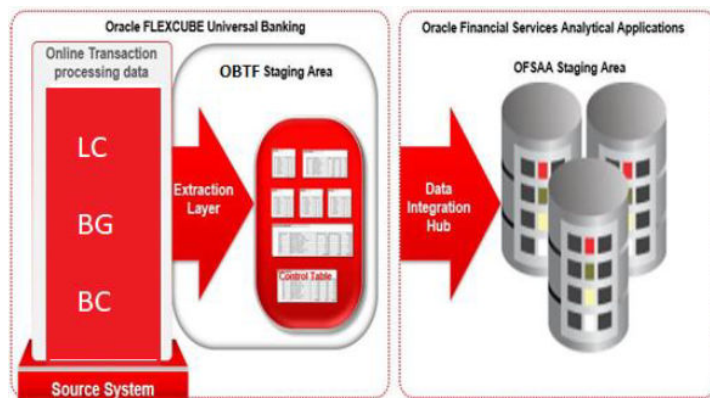 Oracle FLEXCUBE Universal Banking
Online Transaction
processing data
LC
BG
BC
Source System
Extraction
Layer
OBTF Staging Area
Control Table
Oracle Financial Services Analytical Applications
OFSAA Staging Area
Data
Integration
Hub